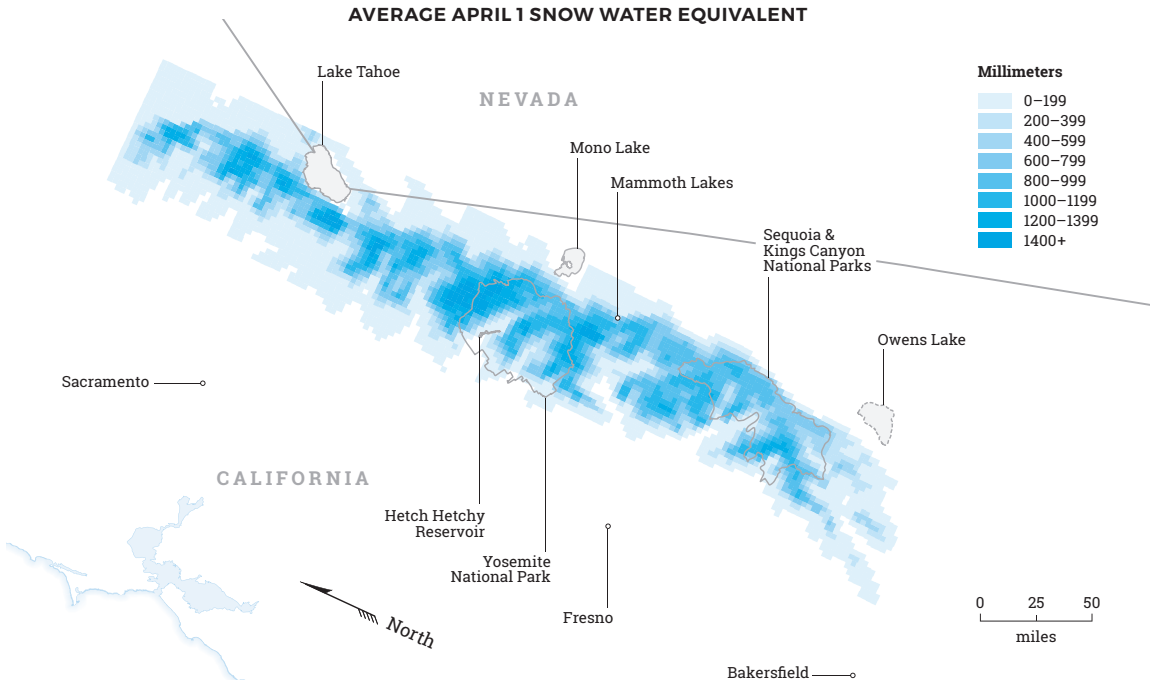 AVERAGE APRIL 1 SNOW WATER EQUIVALENT
Lake Tahoe
NEVADA
Millimeters
0–199
200–399
400–599
600–799
800–999
1000–1199
1200–1399
1400+
Mono Lake
Mammoth Lakes
Sequoia &
Kings Canyon
National Parks
Owens Lake
Sacramento
CALIFORNIA
Hetch Hetchy
Reservoir
Yosemite
National Park
Fresno
North
0 25 50
miles
Bakersfield